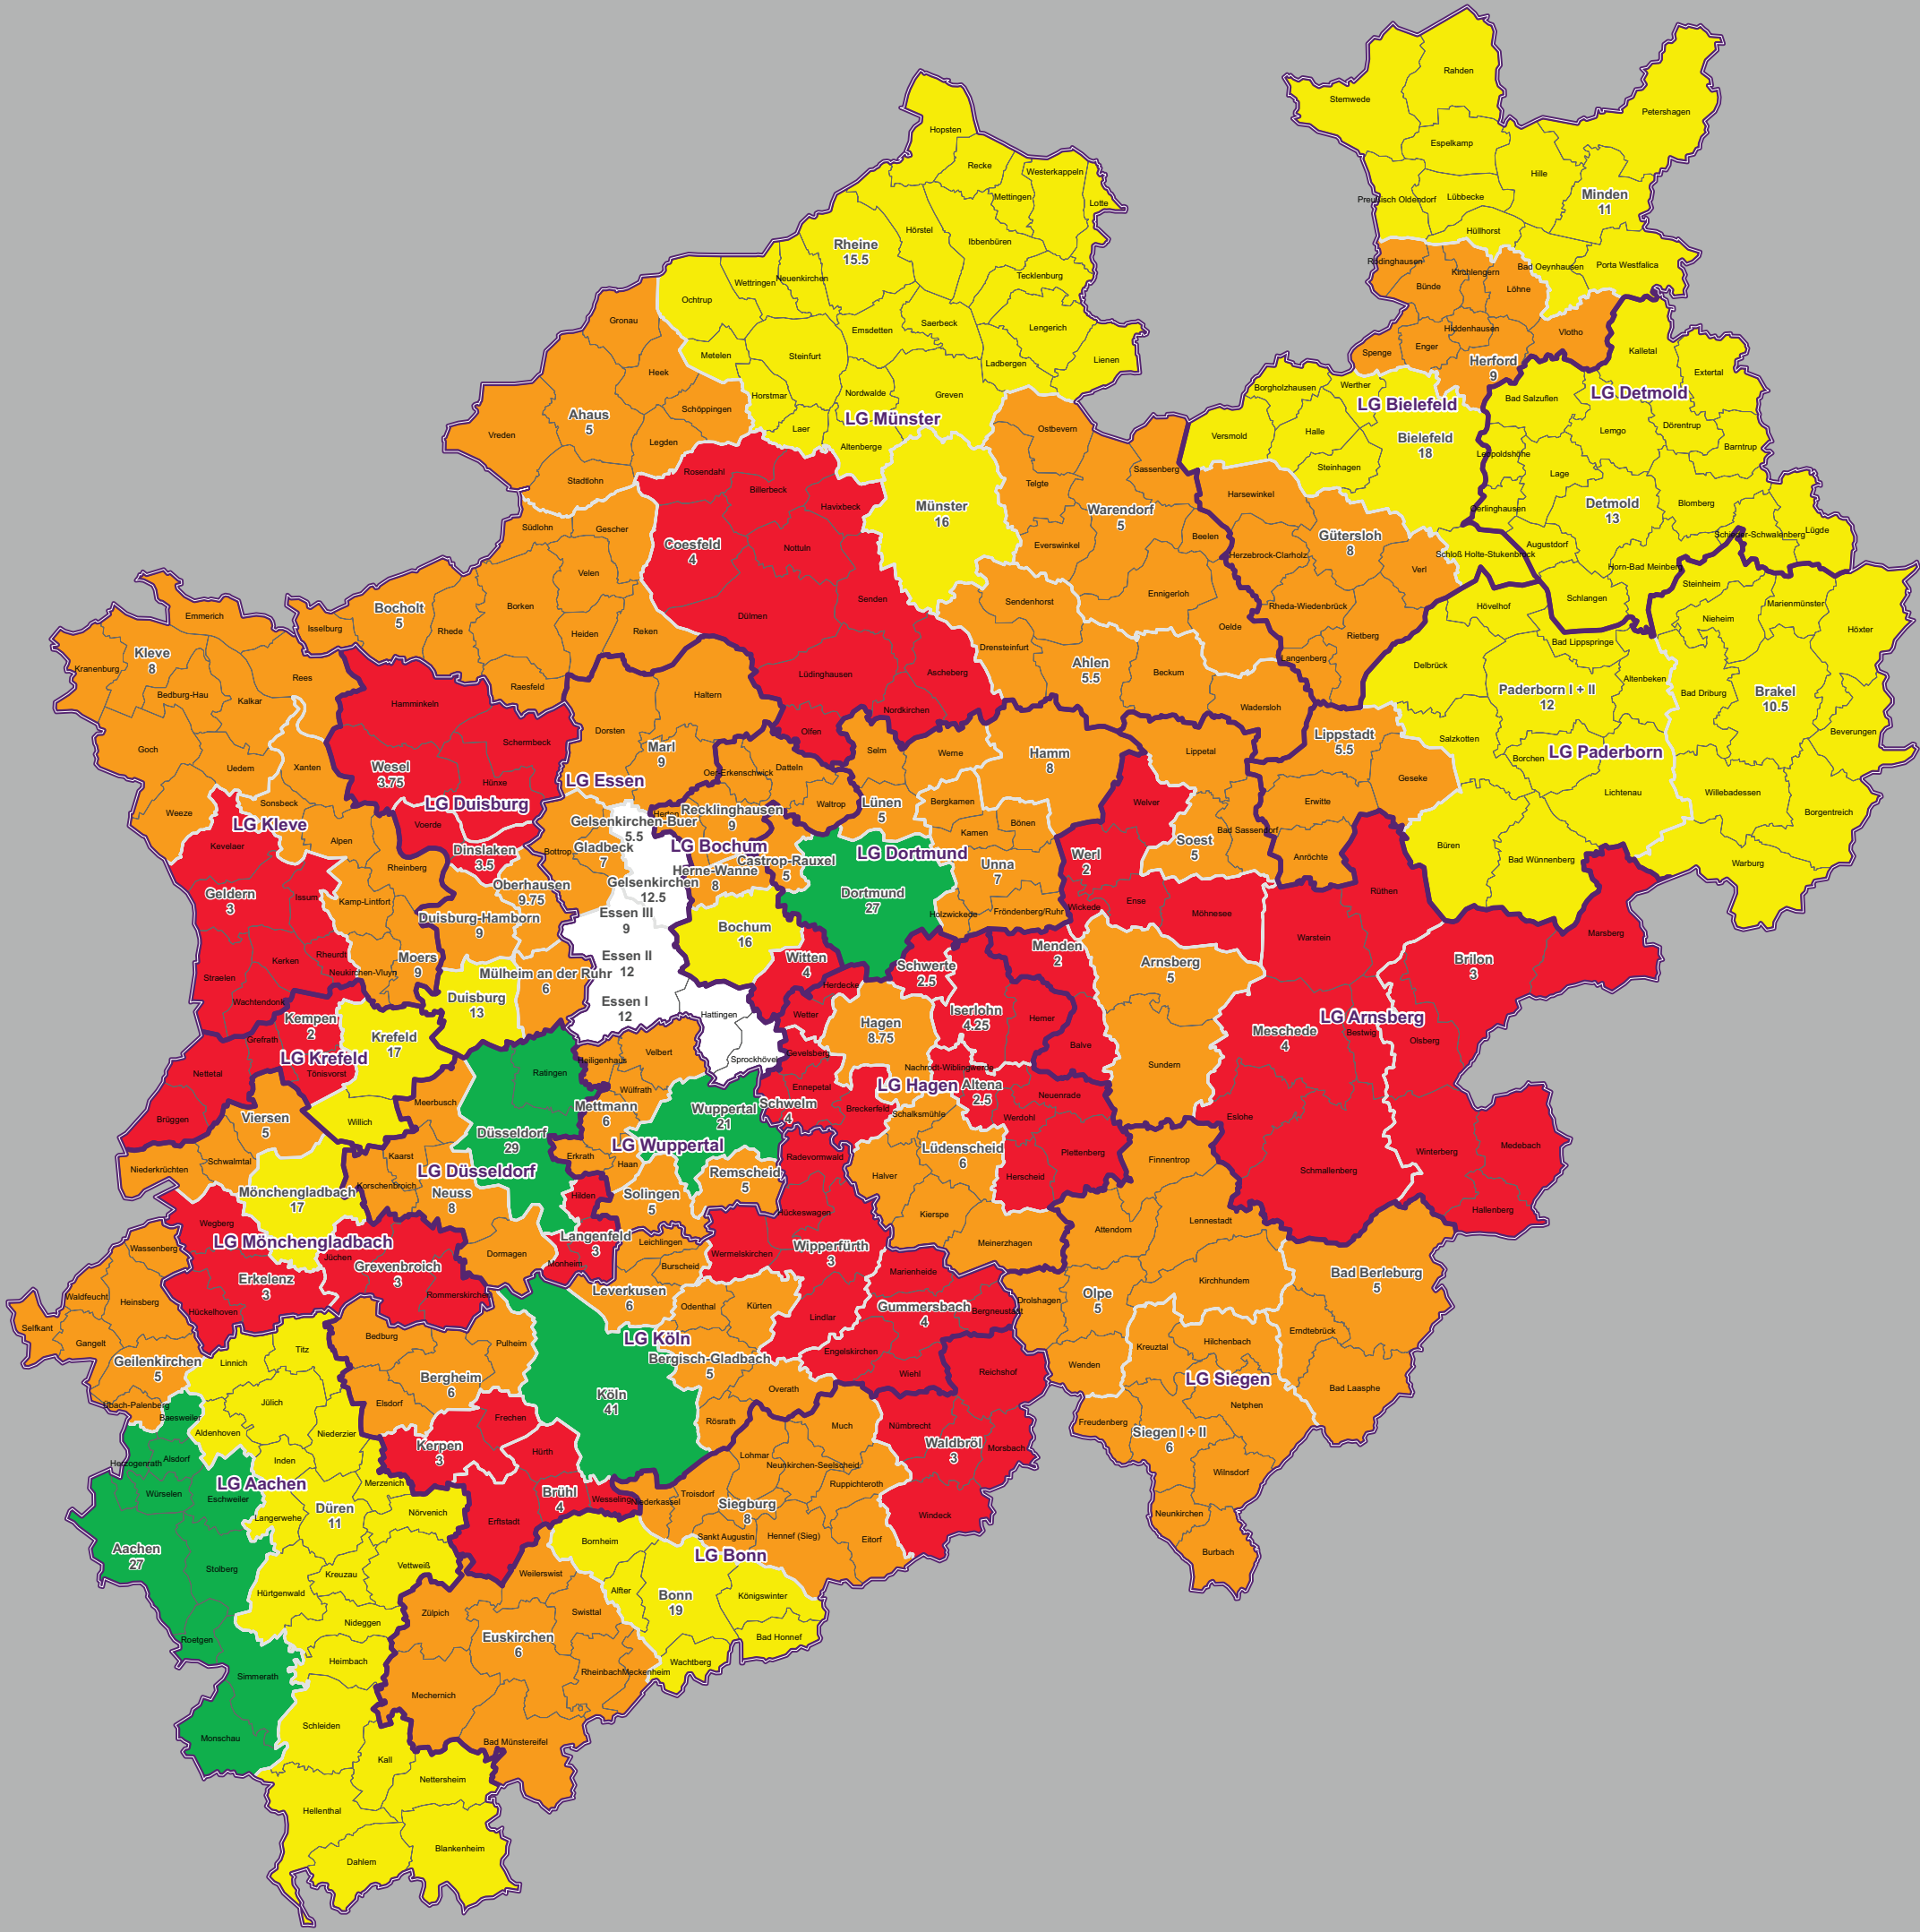 Rahden
Stemwede
Petershagen
Hopsten
Espelkamp
Recke
Westerkappeln
Hille
Mettingen
Minden
11
Preußisch Oldendorf
Lübbecke
Lotte
Hörstel
Hüllhorst
Rheine
15.5
Ibbenbüren
Rödinghausen
Kirchlengern
Bad Oeynhausen
Porta Westfalica
Tecklenburg
Neuenkirchen
Wettringen
Bünde
Löhne
Ochtrup
Gronau
Emsdetten
Saerbeck
Lengerich
Hiddenhausen
Vlotho
Enger
Spenge
Kalletal
Metelen
Steinfurt
Ladbergen
Lienen
Herford
9
Extertal
Heek
Nordwalde
Greven
Borgholzhausen
Werther
LG Detmold
Horstmar
Bad Salzuflen
Schöppingen
LG Bielefeld
Ahaus
5
LG Münster
Ostbevern
Laer
Vreden
Legden
Altenberge
Versmold
Halle
Bielefeld
18
Lemgo
Dörentrup
Barntrup
Leopoldshöhe
Steinhagen
Rosendahl
Sassenberg
Lage
Stadtlohn
Billerbeck
Telgte
Harsewinkel
Havixbeck
Münster
16
Warendorf
5
Detmold
13
Blomberg
Oerlinghausen
Südlohn
Gescher
Gütersloh
8
Schieder-Schwalenberg
Lügde
Coesfeld
4
Nottuln
Everswinkel
Beelen
Herzebrock-Clarholz
Schloß Holte-Stukenbrock
Augustdorf
Horn-Bad Meinberg
Verl
Velen
Steinheim
Ennigerloh
Senden
Sendenhorst
Schlangen
Marienmünster
Borken
Rheda-Wiedenbrück
Hövelhof
Bocholt
5
Emmerich
Dülmen
Nieheim
Isselburg
Rhede
Heiden
Reken
Oelde
Höxter
Rietberg
Bad Lippspringe
Kleve
8
Drensteinfurt
Langenberg
Kranenburg
Rees
Lüdinghausen
Ascheberg
Ahlen
5.5
Beckum
Delbrück
Altenbeken
Bedburg-Hau
Kalkar
Raesfeld
Haltern
Paderborn I + II
12
Bad Driburg
Brakel
10.5
Hamminkeln
Nordkirchen
Wadersloh
Dorsten
Olfen
Beverungen
Schermbeck
Lippstadt
5.5
Salzkotten
Goch
Marl
9
Selm
Werne
Hamm
8
Lippetal
LG Paderborn
Borchen
Wesel
3.75
Uedem
Xanten
Oer-Erkenschwick
Datteln
Hünxe
LG Essen
Geseke
Lichtenau
Willebadessen
LG Duisburg
Sonsbeck
Weeze
Recklinghausen
9
Waltrop
Lünen
5
Bergkamen
Welver
Erwitte
Borgentreich
Herten
LG Kleve
Voerde
Gelsenkirchen-Buer
5.5
Bönen
Kamen
Bad Sassendorf
Alpen
Kevelaer
Dinslaken
3.5
Bottrop
Gladbeck
7
LG Bochum
LG Dortmund
Soest
5
Büren
Anröchte
Bad Wünnenberg
Warburg
Rheinberg
Castrop-Rauxel
5
Unna
7
Werl
2
Herne-Wanne
8
Oberhausen
9.75
Gelsenkirchen
12.5
Rüthen
Geldern
3
Issum
Kamp-Lintfort
Dortmund
27
Wickede
Ense
Möhnesee
Duisburg-Hamborn
9
Essen III
9
Holzwickede
Fröndenberg/Ruhr
Bochum
16
Warstein
Marsberg
Menden
2
Kerken
Rheurdt
Moers
9
Essen II
12
Witten
4
Schwerte
2.5
Arnsberg
5
Brilon
3
Neukirchen-Vluyn
Mülheim an der Ruhr
6
Straelen
Wachtendonk
Herdecke
Duisburg
13
Essen I
12
Iserlohn
4.25
Kempen
2
Hattingen
Wetter
Hagen
8.75
Hemer
LG Arnsberg
Meschede
4
Bestwig
Grefrath
Krefeld
17
Balve
Olsberg
LG Krefeld
Sprockhövel
Gevelsberg
Velbert
Heiligenhaus
Nettetal
Tönisvorst
Ratingen
Sundern
Nachrodt-Wiblingwerde
Wülfrath
Ennepetal
LG Hagen
Altena
2.5
Neuenrade
Meerbusch
Mettmann
6
Wuppertal
21
Schwelm
4
Breckerfeld
Schalksmühle
Werdohl
Brüggen
Viersen
5
Willich
Eslohe
Düsseldorf
29
LG Wuppertal
Lüdenscheid
6
Plettenberg
Winterberg
Medebach
Kaarst
Erkrath
Haan
Radevormwald
Finnentrop
Schwalmtal
Niederkrüchten
LG Düsseldorf
Remscheid
5
Halver
Herscheid
Schmallenberg
Korschenbroich
Mönchengladbach
17
Neuss
8
Hilden
Solingen
5
Hückeswagen
Kierspe
Lennestadt
Hallenberg
Wegberg
Attendorn
LG Mönchengladbach
Langenfeld
3
Leichlingen
Meinerzhagen
Wassenberg
Dormagen
Wermelskirchen
Wipperfürth
3
Jüchen
Grevenbroich
3
Monheim
Burscheid
Marienheide
Bad Berleburg
5
Erkelenz
3
Kirchhundem
Waldfeucht
Heinsberg
Rommerskirchen
Leverkusen
6
Olpe
5
Drolshagen
Hückelhoven
Odenthal
Kürten
Gummersbach
4
Bergneustadt
Lindlar
Selfkant
Gangelt
Bedburg
Pulheim
LG Köln
Erndtebrück
Hilchenbach
Kreuztal
Titz
Linnich
Geilenkirchen
5
Bergisch-Gladbach
5
Engelskirchen
Wenden
Bergheim
6
Wiehl
Reichshof
LG Siegen
Bad Laasphe
Köln
41
Overath
Übach-Palenberg
Baesweiler
Jülich
Elsdorf
Netphen
Frechen
Rösrath
Much
Nümbrecht
Freudenberg
Aldenhoven
Niederzier
Siegen I + II
6
Kerpen
3
Hürth
Lohmar
Waldbröl
3
Morsbach
Herzogenrath
Alsdorf
Inden
Neunkirchen-Seelscheid
Wilnsdorf
LG Aachen
Merzenich
Ruppichteroth
Würselen
Eschweiler
Brühl
4
Wesseling
Niederkassel
Troisdorf
Siegburg
8
Düren
11
Nörvenich
Neunkirchen
Langerwehe
Erftstadt
Windeck
Sankt Augustin
Hennef (Sieg)
Eitorf
Aachen
27
Bornheim
LG Bonn
Burbach
Stolberg
Vettweiß
Kreuzau
Weilerswist
Hürtgenwald
Alfter
Bonn
19
Königswinter
Zülpich
Swisttal
Nideggen
Roetgen
Euskirchen
6
Bad Honnef
Heimbach
Wachtberg
Simmerath
Rheinbach
Meckenheim
Mechernich
Schleiden
Monschau
Bad Münstereifel
Kall
Nettersheim
Hellenthal
Blankenheim
Dahlem